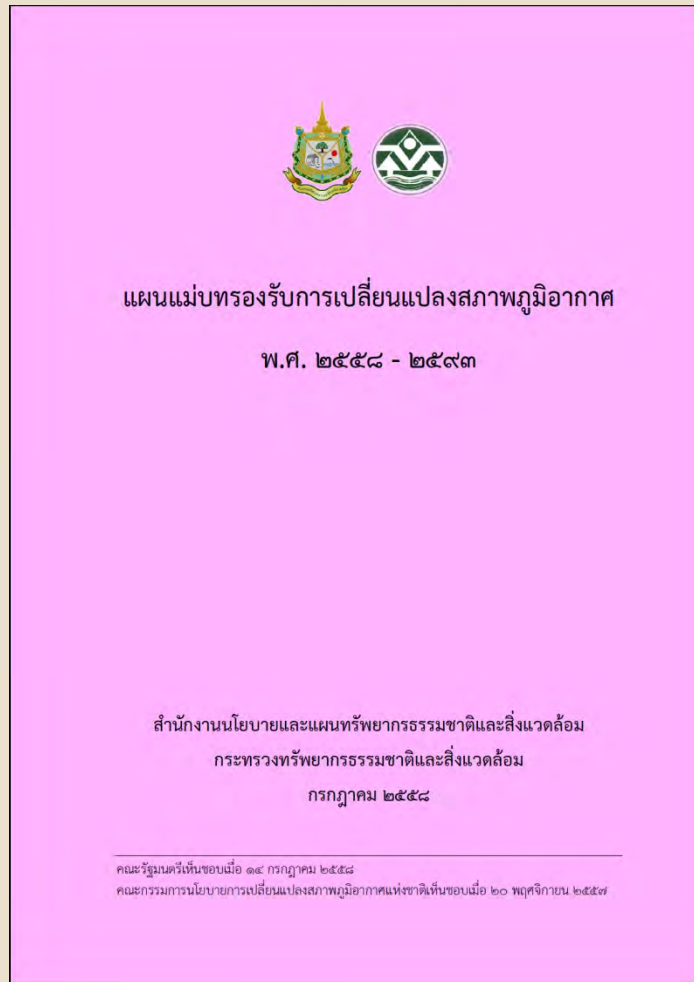 แผนแม่บทรองรับการเปลี่ยนแปลงสภาพภูมิอากาศ
พ.ศ. ๒๕๕๘ - ๒๕๙๓
สำนักงานนโยบายและแผนทรัพยากรธรรมชาติและสิ่งแวดล้อม
กระทรวงทรัพยากรธรรมชาติและสิ่งแวดล้อม
กรกฎาคม ๒๕๕๘
คณะรัฐมนตรีเห็นชอบเมื่อ ๑๔ กรกฎาคม ๒๕๕๘
คณะกรรมการนโยบายการเปลี่ยนแปลงสภาพภูมิอากาศแห่งชาติเห็นชอบเมื่อ ๒๐ พฤศจิกายน ๒๕๕๗